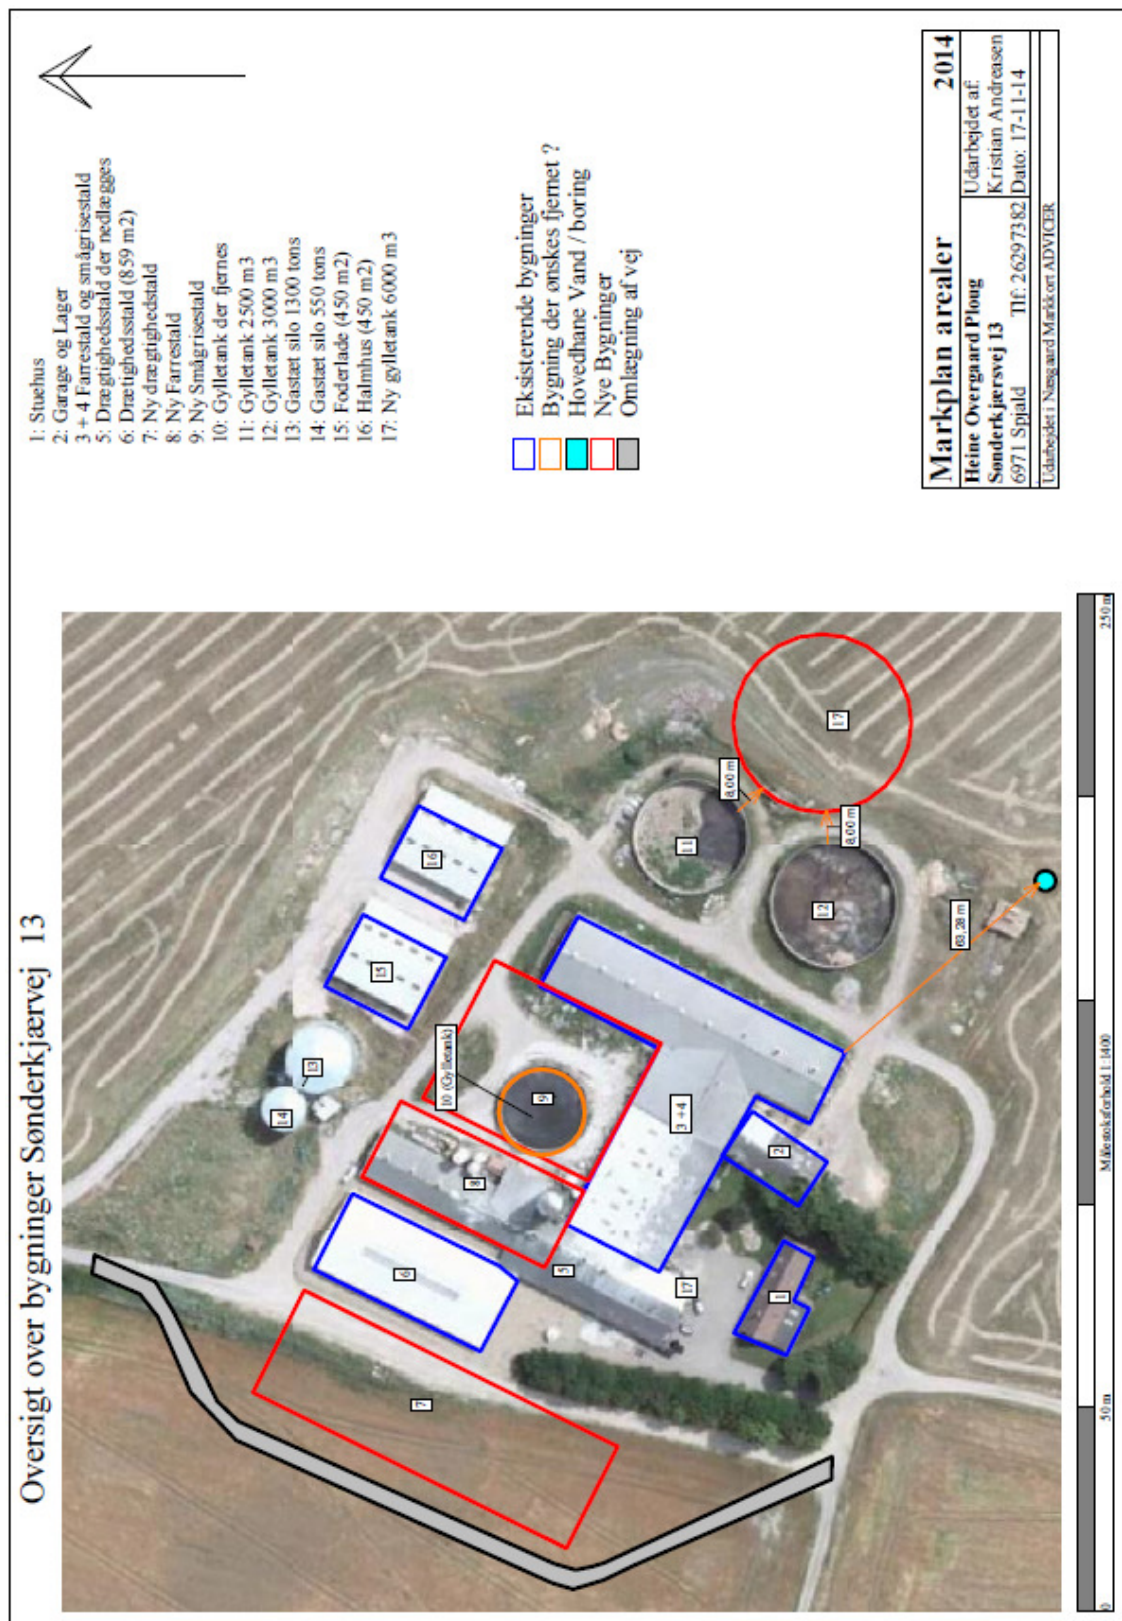 Oversigt over bygninger Sønderkjærvej 13
1: Stuehus
2: Garage og Lager
3 + 4 Farrestald og smågrisestald
5: Drægtighedsstald der nedlægges
6: Drætighedsstald (859 m2)
7: Ny drægtighedstald
8: Ny Farrestald
9: Ny Smågrisestald
10: Gylletank der fjernes
11: Gylletank 2500 m3
12: Gylletank 3000 m3
13: Gastæt silo 1300 tons
14: Gastæt silo 550 tons
15: Foderlade (450 m2)
16: Halmhus (450 m2)
17: Ny gylletank 6000 m3
Eksisterende bygninger
Bygning der ønskes fjernet ?
Hovedhane Vand / boring
Nye Bygninger
Omlægning af vej
14
13
15
16
10 (Gylletank)
9
8
6
7
5
3 + 4
5
2
17
1
11
12
17
8,00 m
8,00 m
63,28 m
0
50 m
250 m
Målestoksforhold 1:1400
Markplan arealer 2014
Heine Overgaard Ploug
Sønderkjærsvej 13
6971 Spjald Tlf: 26297382
Udarbejdet af:
Kristian Andreasen
Dato: 17-11-14
Udarbejdet i Næsgaard Markkort ADVICER